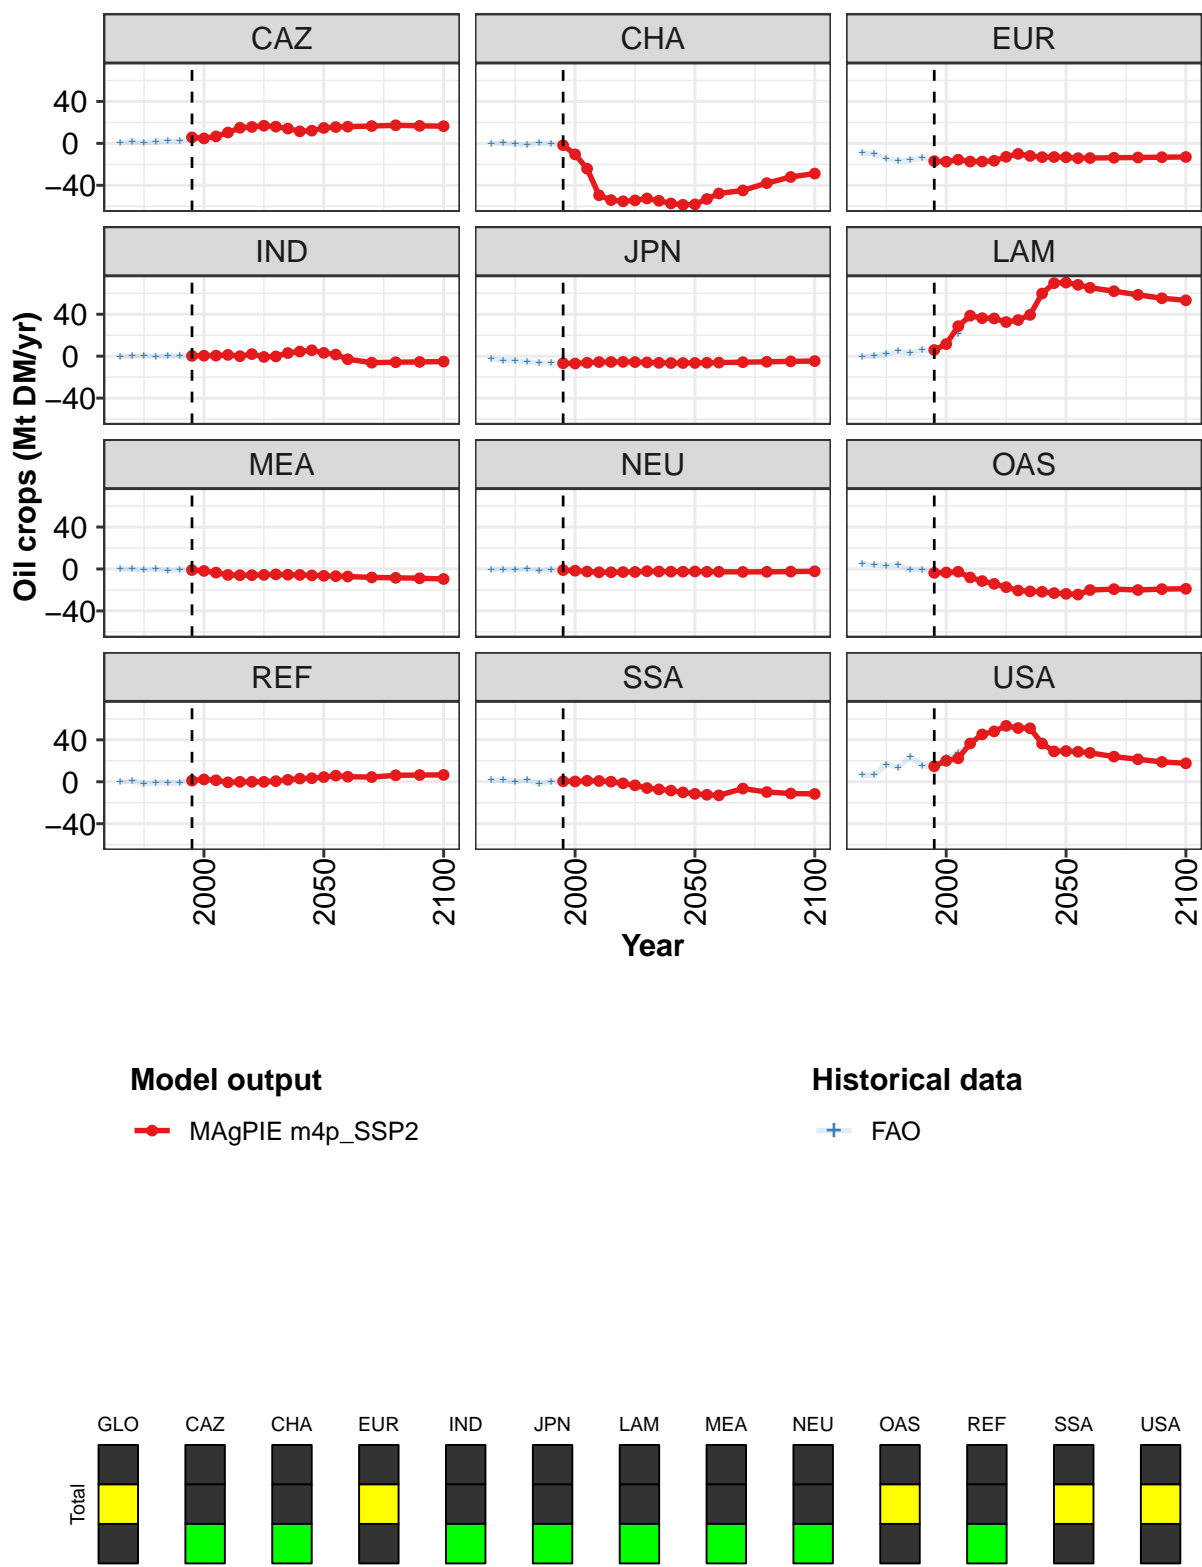 CAZ CHA EUR
40
0
−40
IND JPN LAM
40
0
−40
Oil crops (Mt DM/yr)
MEA NEU OAS
40
0
−40
REF SSA USA
40
0
−40
2000 2050 2100 2000 2050 2100 2000 2050 2100
Year
Model output Historical data
MAgPIE m4p_SSP2 FAO
GLO CAZ CHA EUR IND JPN LAM MEA NEU OAS REF SSA USA
Total